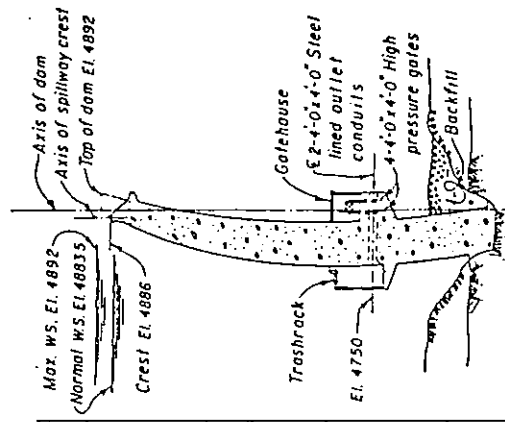 Axis of dam
Axis of spillway crest
Top of dam El. 4892
Max. W.S. El. 4892
Normal W.S. El. 4883.5
Crest El. 4886
Gatehouse
℄ 2-4'-0"x4'-0" Steel
lined outlet
conduits
4-4'-0"x4'-0" High
pressure gates
Backfill
Trashrack
El. 4750